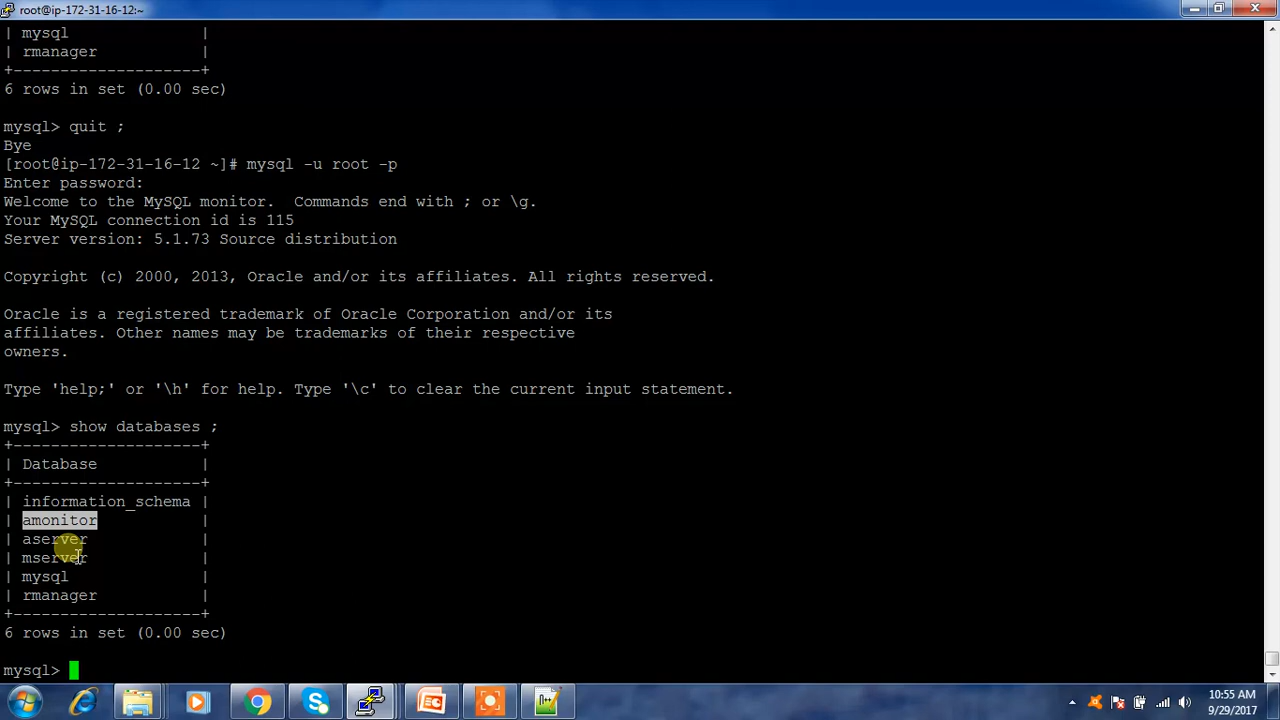 root@ip-172-31-16-12:~
| mysql              |
| rmanager           |
+--------------------+
6 rows in set (0.00 sec)
mysql> quit ;
Bye
[root@ip-172-31-16-12 ~]# mysql -u root -p
Enter password:
Welcome to the MySQL monitor.  Commands end with ; or \g.
Your MySQL connection id is 115
Server version: 5.1.73 Source distribution
Copyright (c) 2000, 2013, Oracle and/or its affiliates. All rights reserved.
Oracle is a registered trademark of Oracle Corporation and/or its
affiliates. Other names may be trademarks of their respective
owners.
Type 'help;' or '\h' for help. Type '\c' to clear the current input statement.
mysql> show databases ;
+--------------------+
| Database           |
+--------------------+
| information_schema |
| amonitor           |
| aserver            |
| mserver            |
| mysql              |
| rmanager           |
+--------------------+
6 rows in set (0.00 sec)
mysql>
10:55 AM
9/29/2017